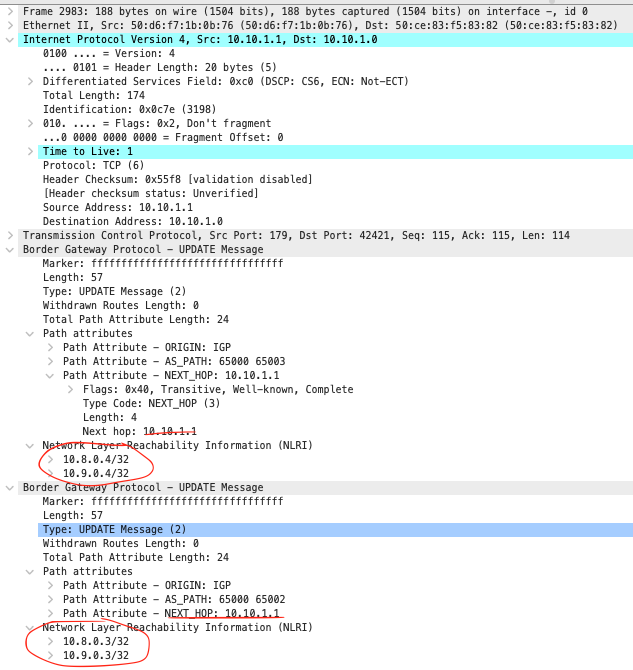 Frame 2983: 188 bytes on wire (1504 bits), 188 bytes captured (1504 bits) on interface -, id 0
Ethernet II, Src: 50:d6:f7:1b:0b:76 (50:d6:f7:1b:0b:76), Dst: 50:ce:83:f5:83:82 (50:ce:83:f5:83:82)
Internet Protocol Version 4, Src: 10.10.1.1, Dst: 10.10.1.0
0100 .... = Version: 4
.... 0101 = Header Length: 20 bytes (5)
Differentiated Services Field: 0xc0 (DSCP: CS6, ECN: Not-ECT)
Total Length: 174
Identification: 0x0c7e (3198)
010. .... = Flags: 0x2, Don't fragment
...0 0000 0000 0000 = Fragment Offset: 0
Time to Live: 1
Protocol: TCP (6)
Header Checksum: 0x55f8 [validation disabled]
[Header checksum status: Unverified]
Source Address: 10.10.1.1
Destination Address: 10.10.1.0
Transmission Control Protocol, Src Port: 179, Dst Port: 42421, Seq: 115, Ack: 115, Len: 114
Border Gateway Protocol - UPDATE Message
Marker: ffffffffffffffffffffffffffffffff
Length: 57
Type: UPDATE Message (2)
Withdrawn Routes Length: 0
Total Path Attribute Length: 24
Path attributes
Path Attribute - ORIGIN: IGP
Path Attribute - AS_PATH: 65000 65003
Path Attribute - NEXT_HOP: 10.10.1.1
Flags: 0x40, Transitive, Well-known, Complete
Type Code: NEXT_HOP (3)
Length: 4
Next hop: 10.10.1.1
Network Layer Reachability Information (NLRI)
10.8.0.4/32
10.9.0.4/32
Border Gateway Protocol - UPDATE Message
Marker: ffffffffffffffffffffffffffffffff
Length: 57
Type: UPDATE Message (2)
Withdrawn Routes Length: 0
Total Path Attribute Length: 24
Path attributes
Path Attribute - ORIGIN: IGP
Path Attribute - AS_PATH: 65000 65002
Path Attribute - NEXT_HOP: 10.10.1.1
Network Layer Reachability Information (NLRI)
10.8.0.3/32
10.9.0.3/32